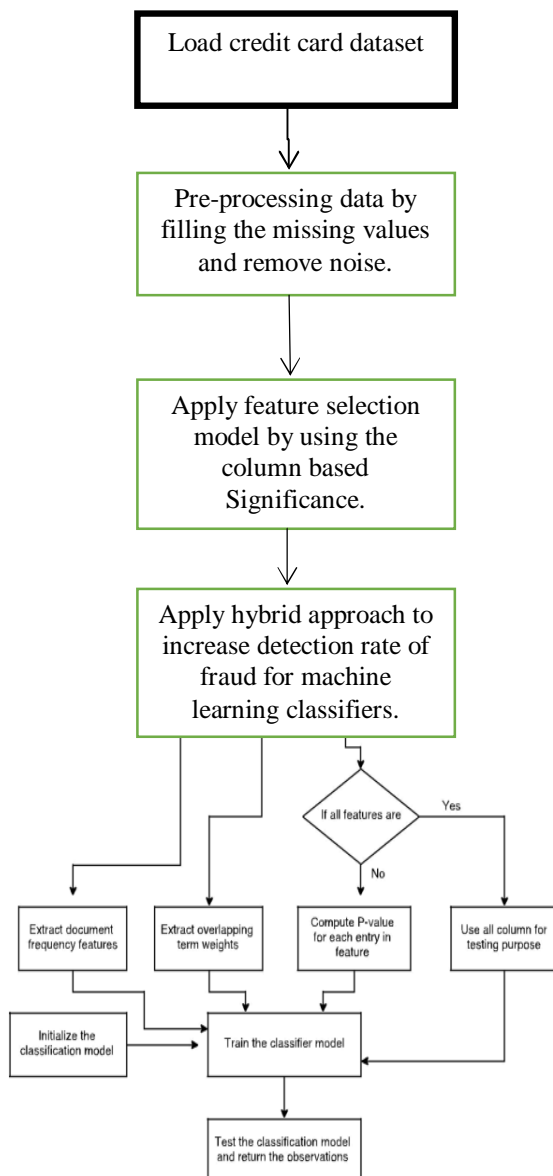 Load credit card dataset
Pre-processing data by
filling the missing values
and remove noise.
Apply feature selection
model by using the
column based
Significance.
Apply hybrid approach to
increase detection rate of
fraud for machine
learning classifiers.
If all features are
Yes
No
Extract document
frequency features
Extract overlapping
term weights
Compute P-value
for each entry in
feature
Use all column for
testing purpose
Initialize the
classification model
Train the classifier model
Test the classification model
and return the observations